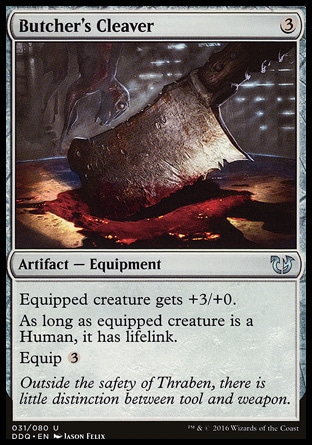 Butcher's Cleaver 3
Artifact — Equipment
Equipped creature gets +3/+0.
As long as equipped creature is a
Human, it has lifelink.
Equip 3
Outside the safety of Thraben, there is
little distinction between tool and weapon.
031/080 U
DDQ • EN Jason Felix
™ & © 2016 Wizards of the Coast